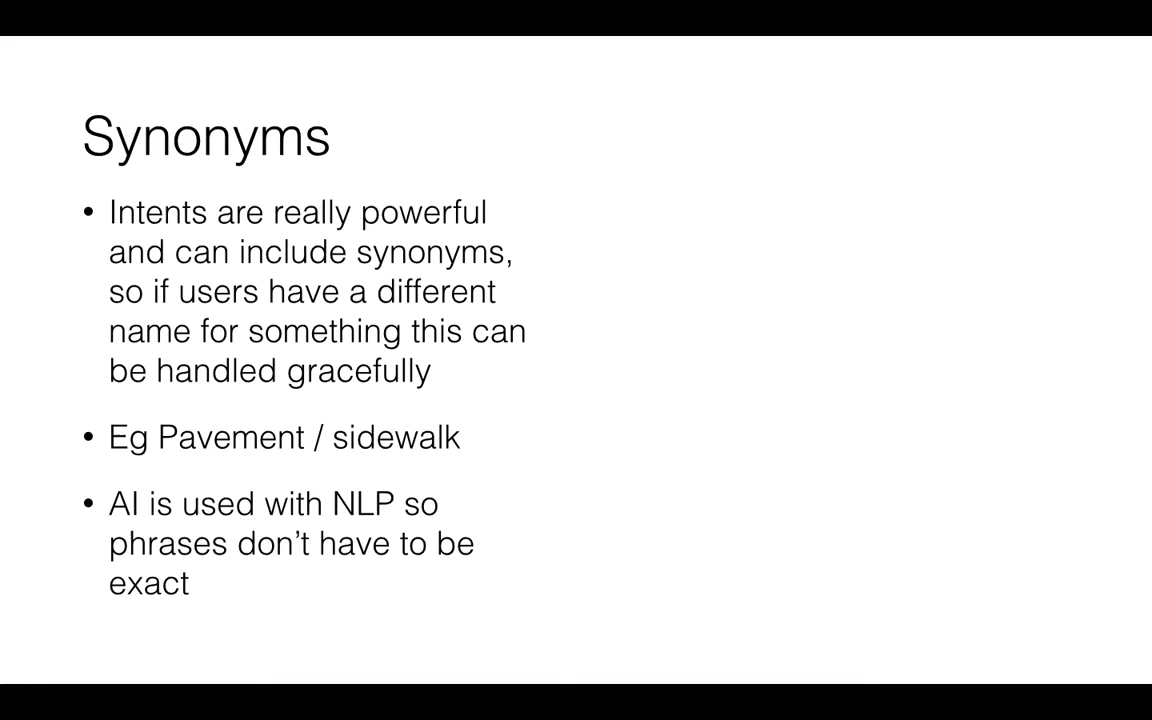 Synonyms
• Intents are really powerful
and can include synonyms,
so if users have a different
name for something this can
be handled gracefully
• Eg Pavement / sidewalk
• AI is used with NLP so
phrases don’t have to be
exact